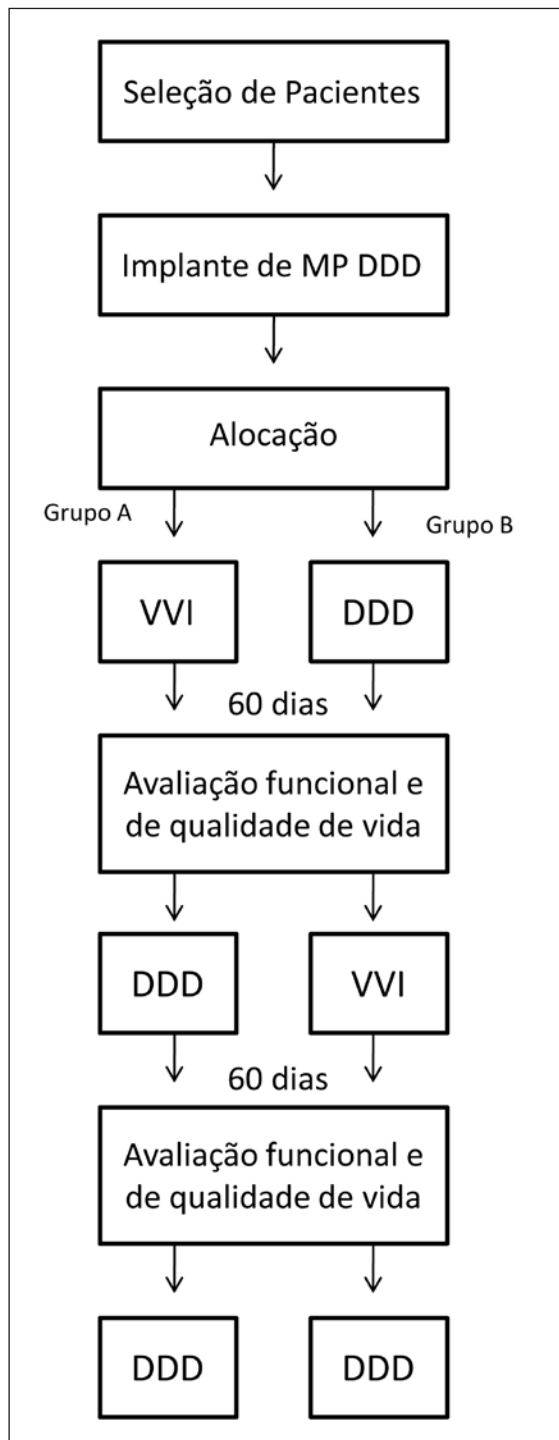 Seleção de Pacientes
Implante de MP DDD
Alocação
Grupo A
Grupo B
VVI
DDD
60 dias
Avaliação funcional e
de qualidade de vida
DDD
VVI
60 dias
Avaliação funcional e
de qualidade de vida
DDD
DDD